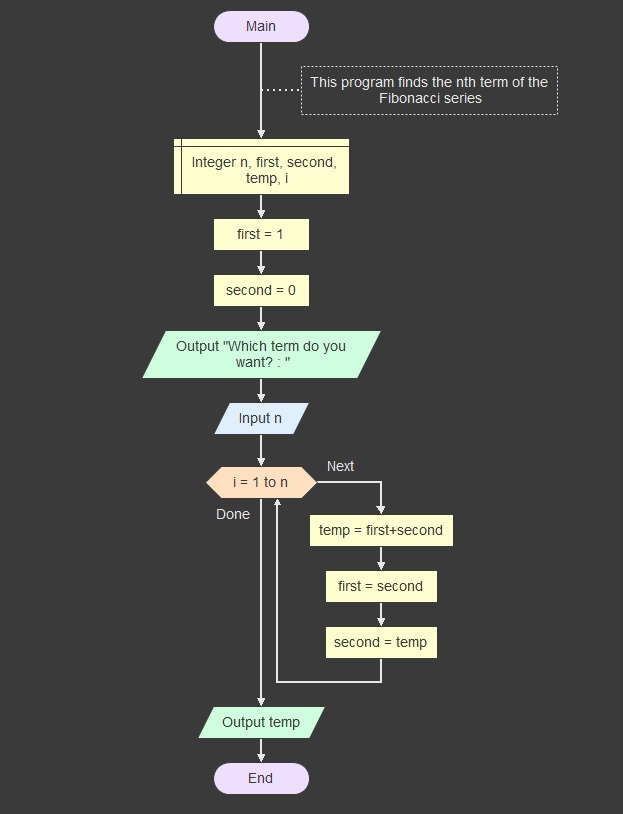 Main
This program finds the nth term of the
Fibonacci series
Integer n, first, second,
temp, i
first = 1
second = 0
Output "Which term do you
want? : "
Input n
i = 1 to n
Next
Done
temp = first+second
first = second
second = temp
Output temp
End